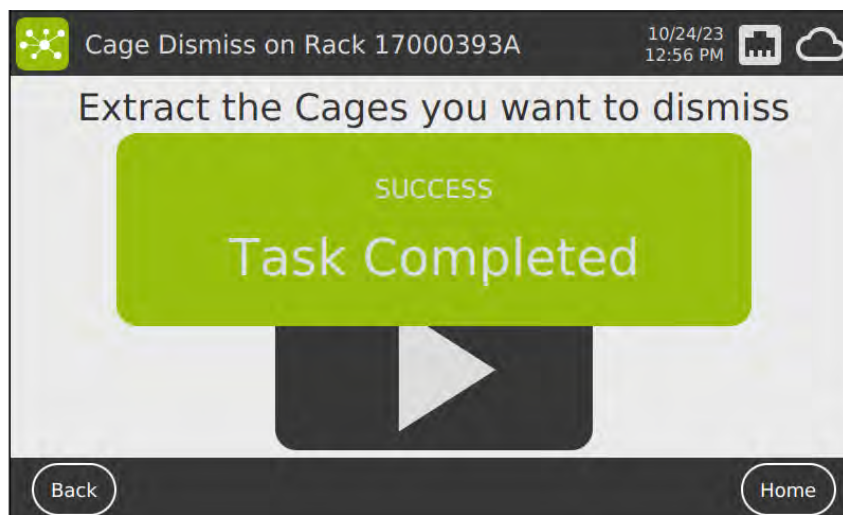 Cage Dismiss on Rack 17000393A
10/24/23
12:56 PM
Extract the Cages you want to dismiss
SUCCESS
Task Completed
Back
Home